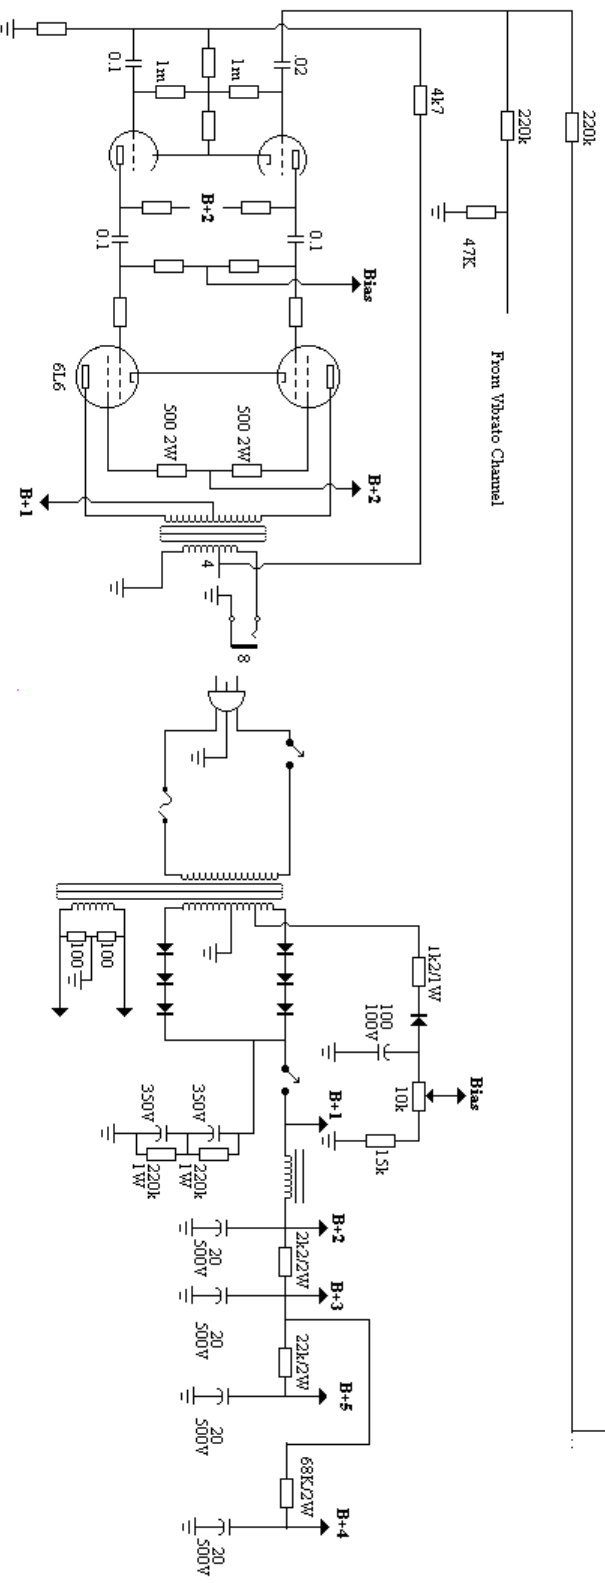 0.1
1m
1m
.02
4k7
220k
220k
47K
B+2
0.1
0.1
Bias
From Vibrato Channel
6L6
500 2W
500 2W
B+2
B+1
4
8
100
100
1k2/1W
100
100V
10k
Bias
15k
B+1
350V
350V
220k
1W
220k
1W
B+2
2k2/2W
20
500V
B+3
20
500V
22k/2W
B+5
20
500V
68K/2W
B+4
20
500V